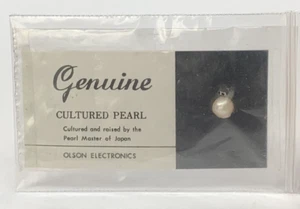 Genuine
CULTURED PEARL
Cultured and raised by the
Pearl Master of Japan
OLSON ELECTRONICS